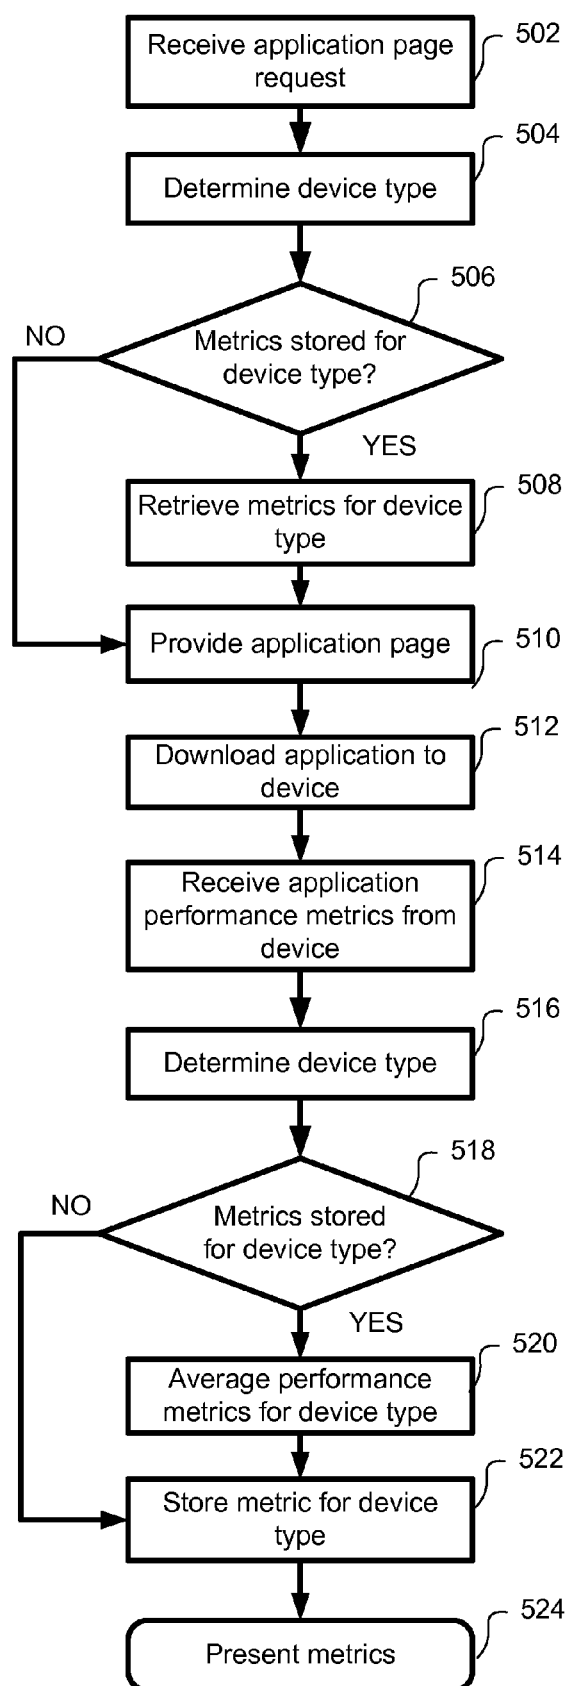 Receive application page
request
502
Determine device type
504
Metrics stored for
device type?
506
NO
YES
Retrieve metrics for device
type
508
Provide application page
510
Download application to
device
512
Receive application
performance metrics from
device
514
Determine device type
516
Metrics stored
for device type?
518
NO
YES
Average performance
metrics for device type
520
Store metric for device
type
522
Present metrics
524